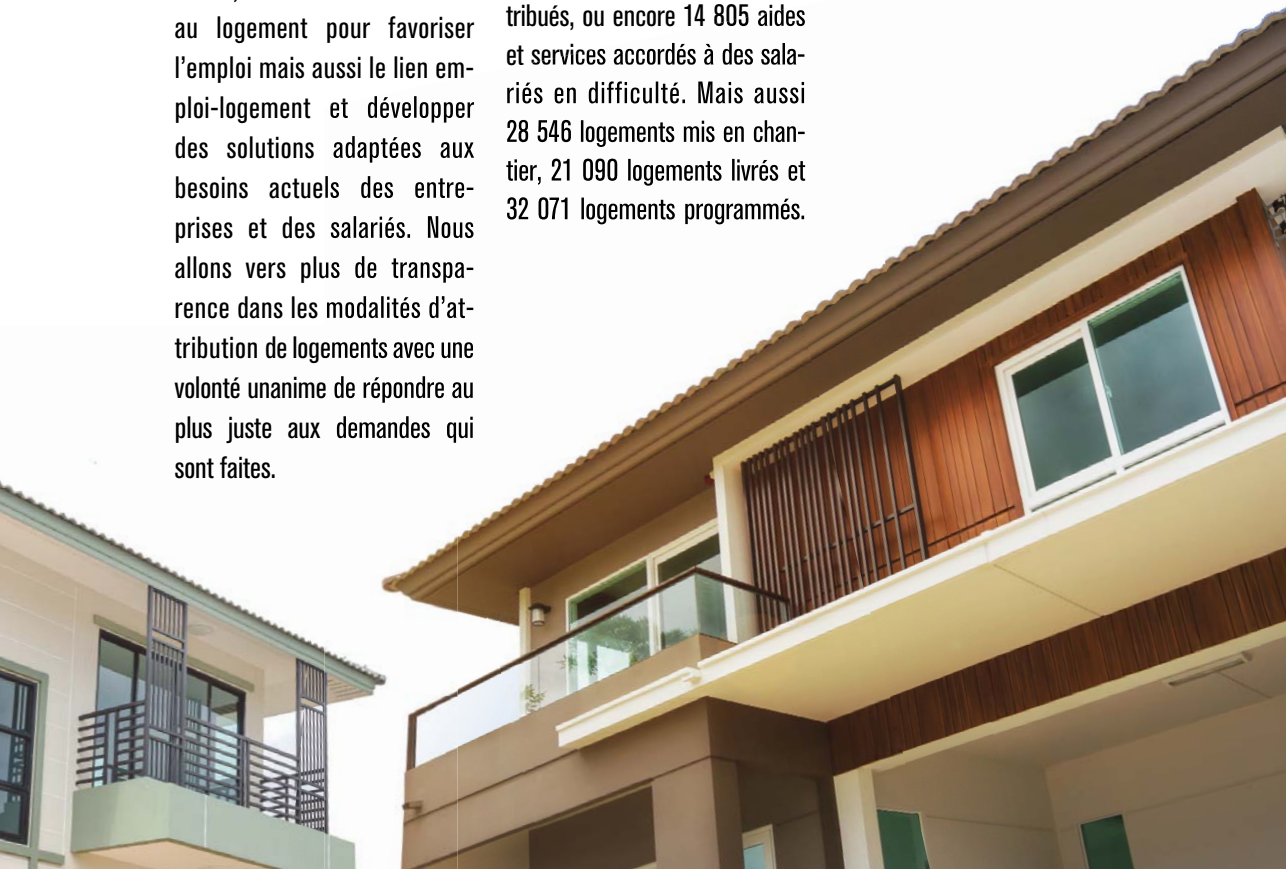 au logement pour favoriser
l’emploi mais aussi le lien em-
ploi-logement et développer
des solutions adaptées aux
besoins actuels des entre-
prises et des salariés. Nous
allons vers plus de transpa-
rence dans les modalités d’at-
tribution de logements avec une
volonté unanime de répondre au
plus juste aux demandes qui
sont faites.
tribués, ou encore 14 805 aides
et services accordés à des sala-
riés en difficulté. Mais aussi
28 546 logements mis en chan-
tier, 21 090 logements livrés et
32 071 logements programmés.